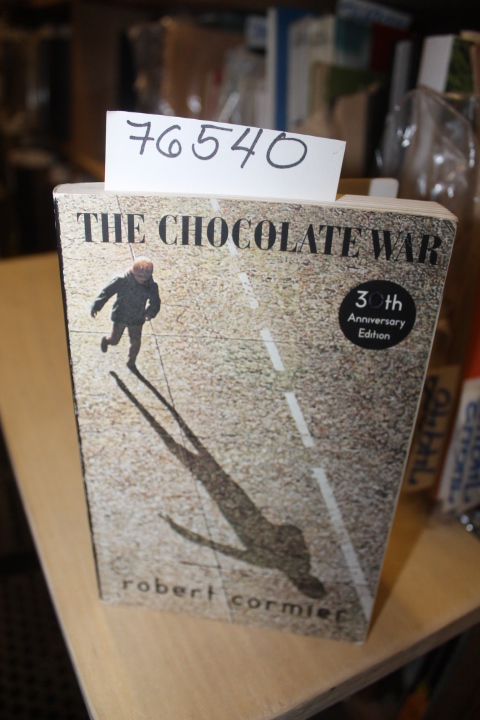 76540
THE CHOCOLATE WAR
30th
Anniversary
Edition
robert cormier